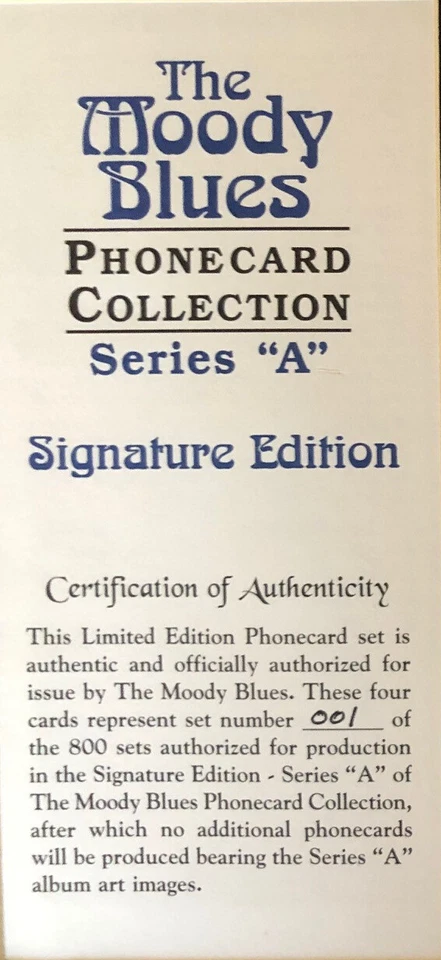 The
Moody
Blues
PHONECARD
COLLECTION
Series “A”
Signature Edition
Certification of Authenticity
This Limited Edition Phonecard set is
authentic and officially authorized for
issue by The Moody Blues. These four
cards represent set number 001 of
the 800 sets authorized for production
in the Signature Edition - Series “A” of
The Moody Blues Phonecard Collection,
after which no additional phonecards
will be produced bearing the Series “A”
album art images.